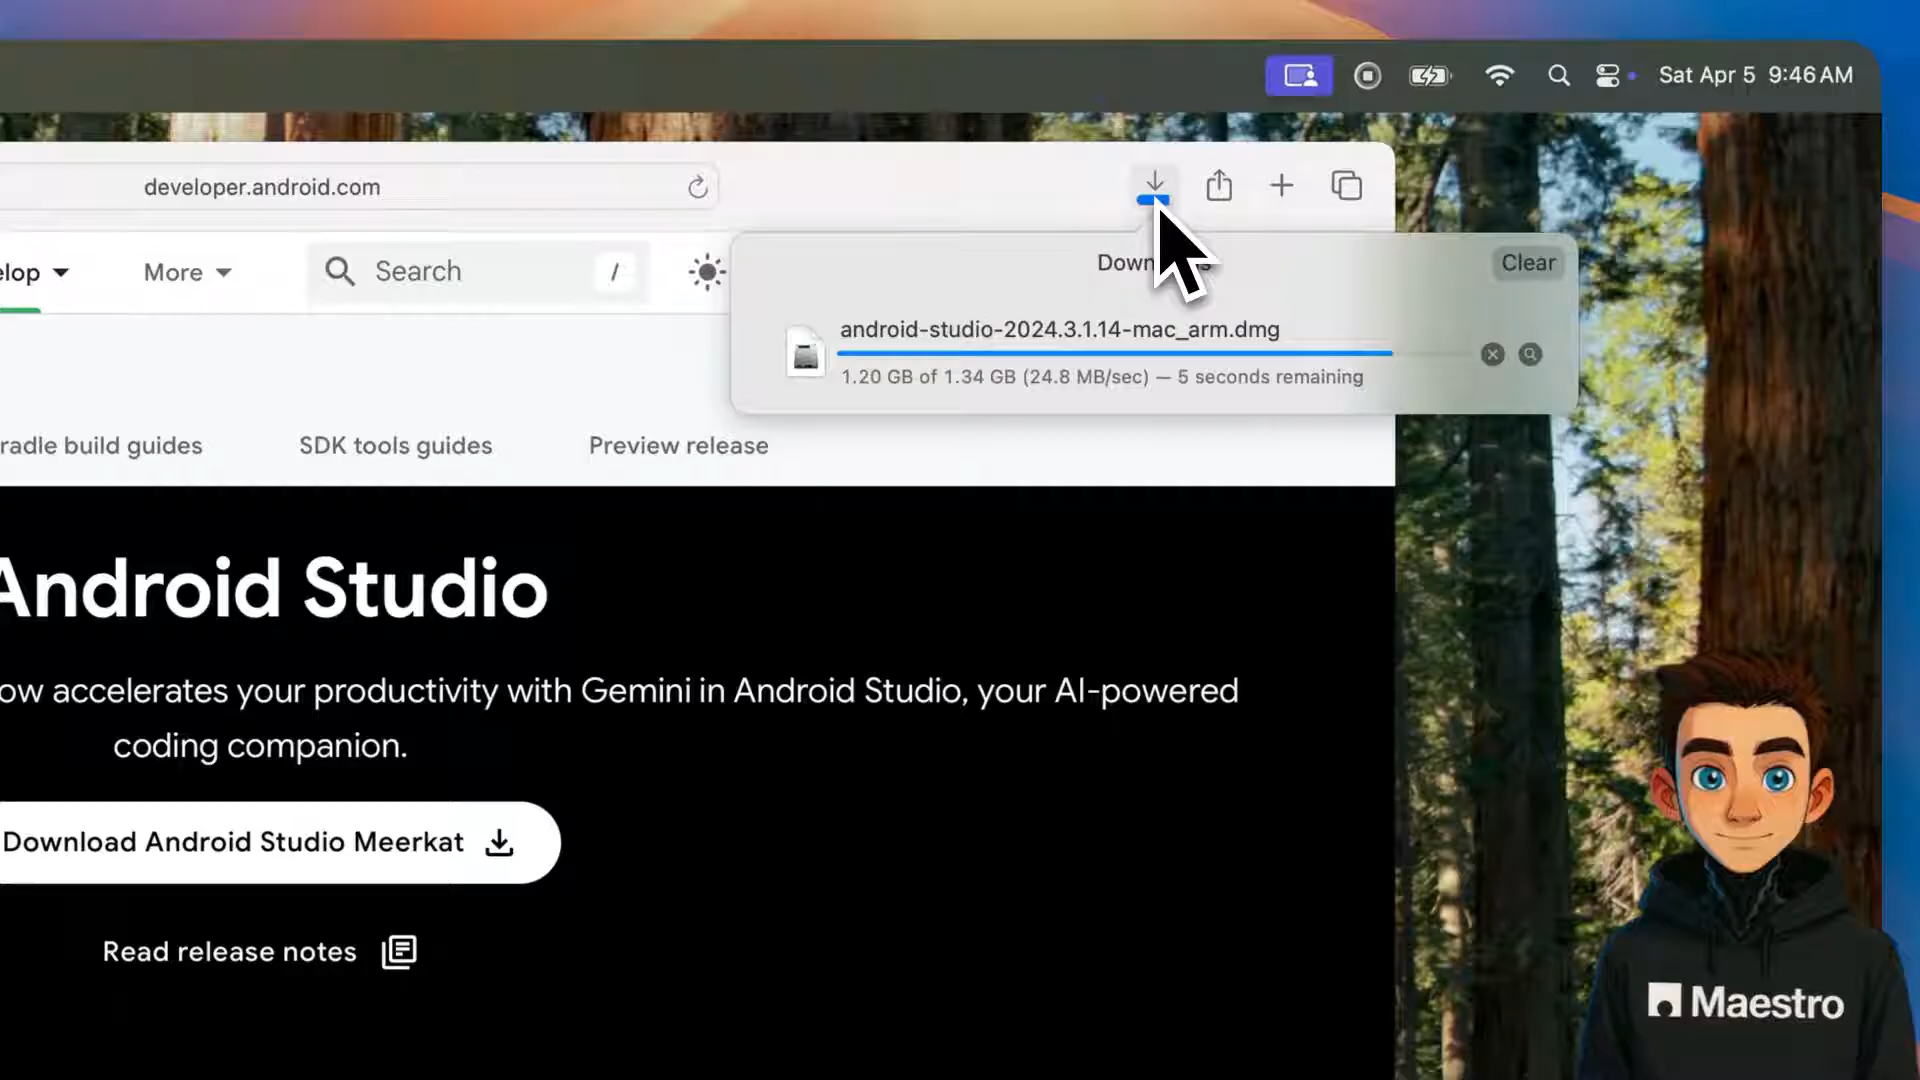 Sat Apr 5 9:46 AM
developer.android.com
elop
More
Search
/
Clear
android-studio-2024.3.1.14-mac_arm.dmg
1.20 GB of 1.34 GB (24.8 MB/sec) — 5 seconds remaining
radle build guides
SDK tools guides
Preview release
Android Studio
ow accelerates your productivity with Gemini in Android Studio, your AI-powered
coding companion.
Download Android Studio Meerkat
Read release notes
Maestro